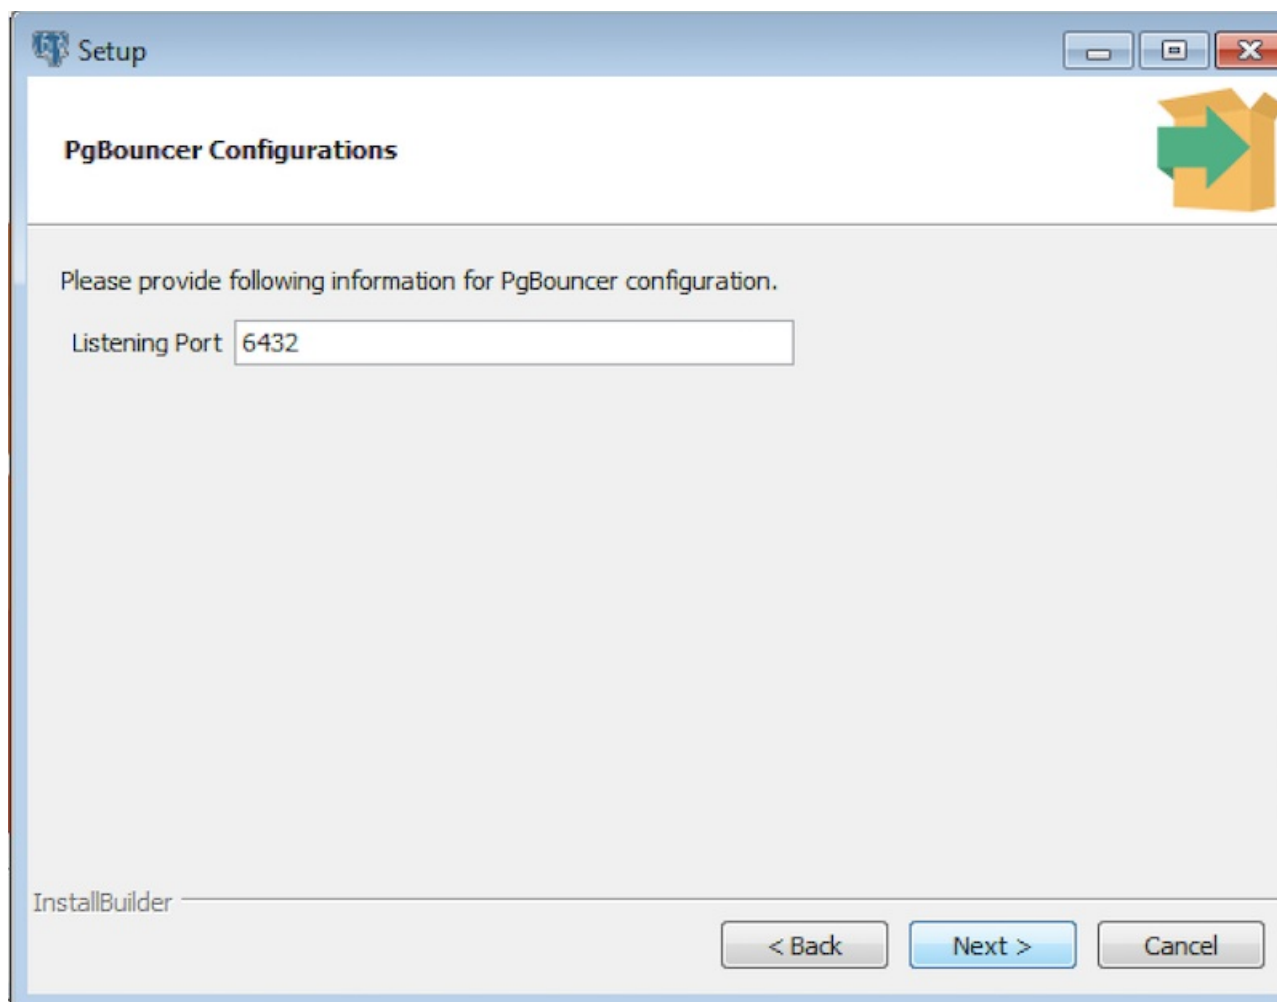 Setup
PgBouncer Configurations
Please provide following information for PgBouncer configuration.
Listening Port 6432
InstallBuilder
< Back Next > Cancel